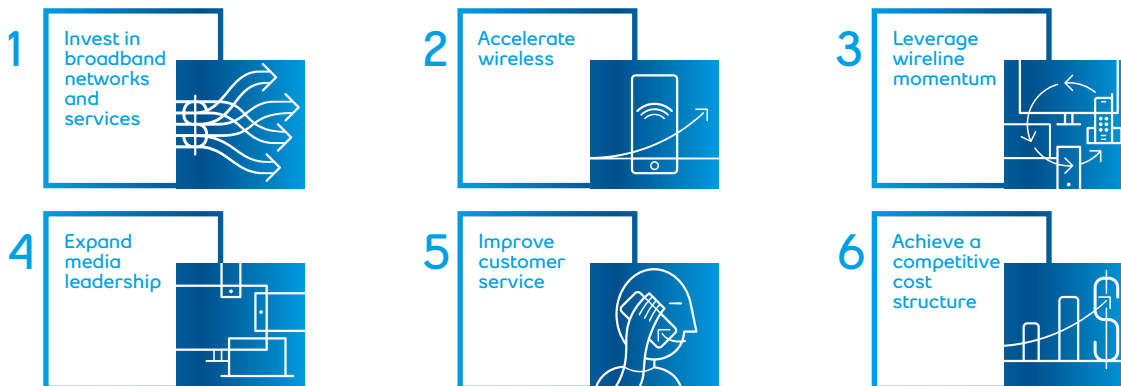 1
Invest in
broadband
networks
and
services
2
Accelerate
wireless
3
Leverage
wireline
momentum
4
Expand
media
leadership
5
Improve
customer
service
6
Achieve a
competitive
cost
structure
$